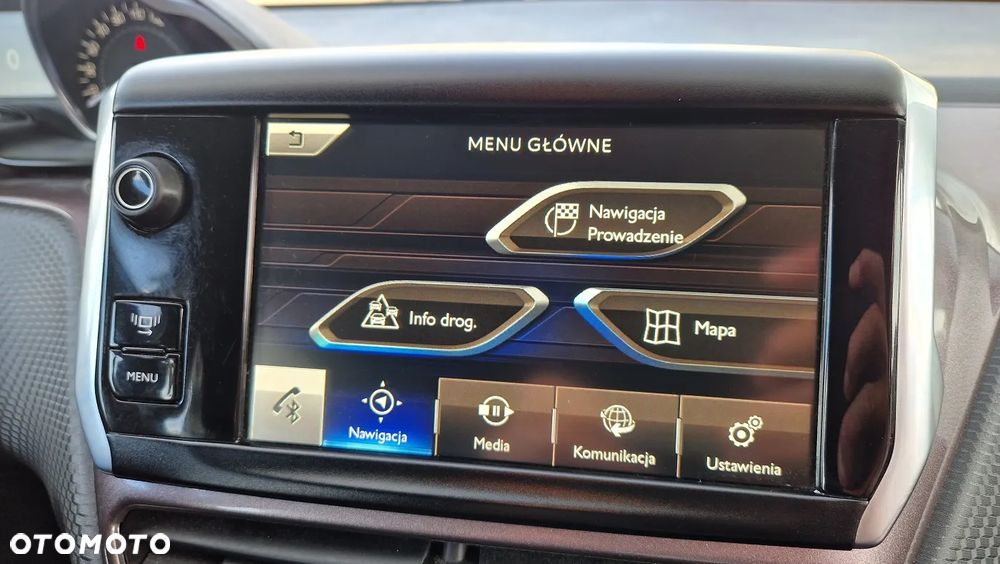 MENU GŁÓWNE
Nawigacja
Prowadzenie
Info drog.
Mapa
MENU
Nawigacja
Media
Komunikacja
Ustawienia
OTOMOTO